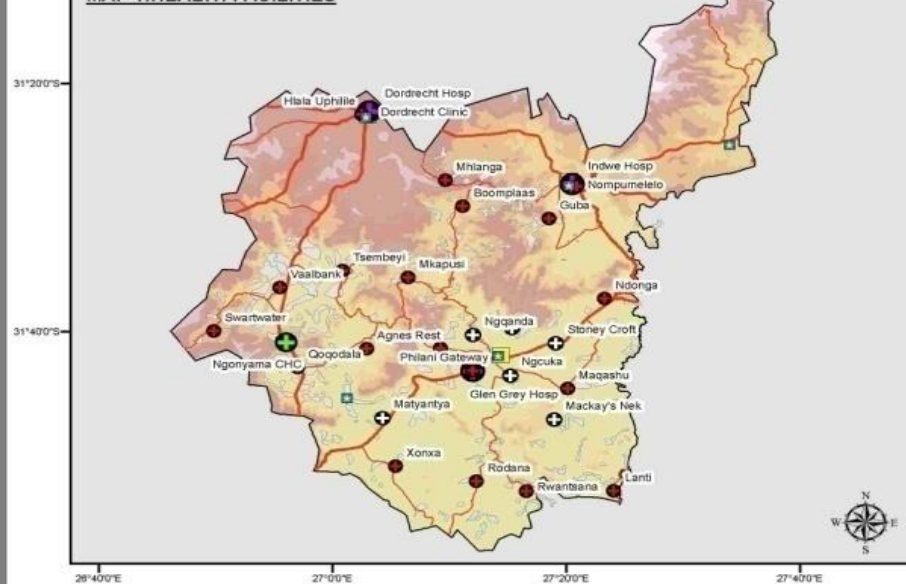 31°20'0"S
Dordrecht Hosp
Hlala Uphilile
Dordrecht Clinic
Mhlanga
Indwe Hosp
Boomplaas
Nompumelelo
Guba
Tsembeyi
Mkapusi
Vaalbank
Ndonga
Swartwater
31°40'0"S
Ngqanda
Stoney Croft
Agnes Rest
Qoqodala
Philani Gateway
Ngcuka
Ngonyama CHC
Maqashu
Glen Grey Hosp
Matyantya
Mackay's Nek
Xonxa
Rodana
Lanti
Rwantsana
N
W
E
S
26°40'0"E
27°0'0"E
27°20'0"E
27°40'0"E